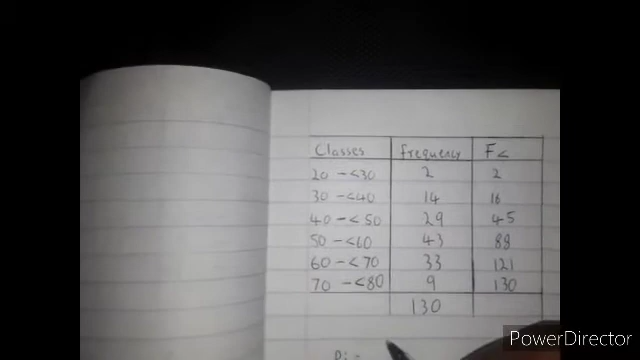 Classes frequency F<
20 - <30 2 2
30 - <40 14 16
40 - <50 29 45
50 - <60 43 88
60 - <70 33 121
70 - <80 9 130
130
PowerDirector